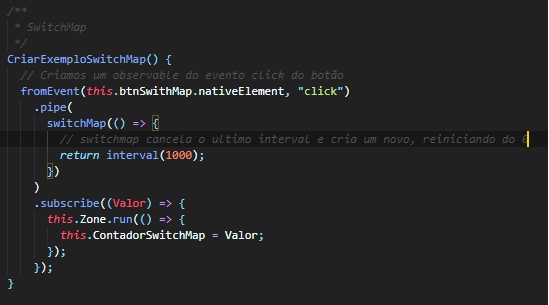 /**
 * SwitchMap
 */
CriarExemploSwitchMap() {
  // Criamos um observable do evento click do botão
  fromEvent(this.btnSwithMap.nativeElement, "click")
    .pipe(
      switchMap(() => {
        // switchmap cancela o ultimo interval e cria um novo, reiniciando do 0
        return interval(1000);
      })
    )
    .subscribe((Valor) => {
      this.Zone.run(() => {
        this.ContadorSwitchMap = Valor;
      });
    });
}